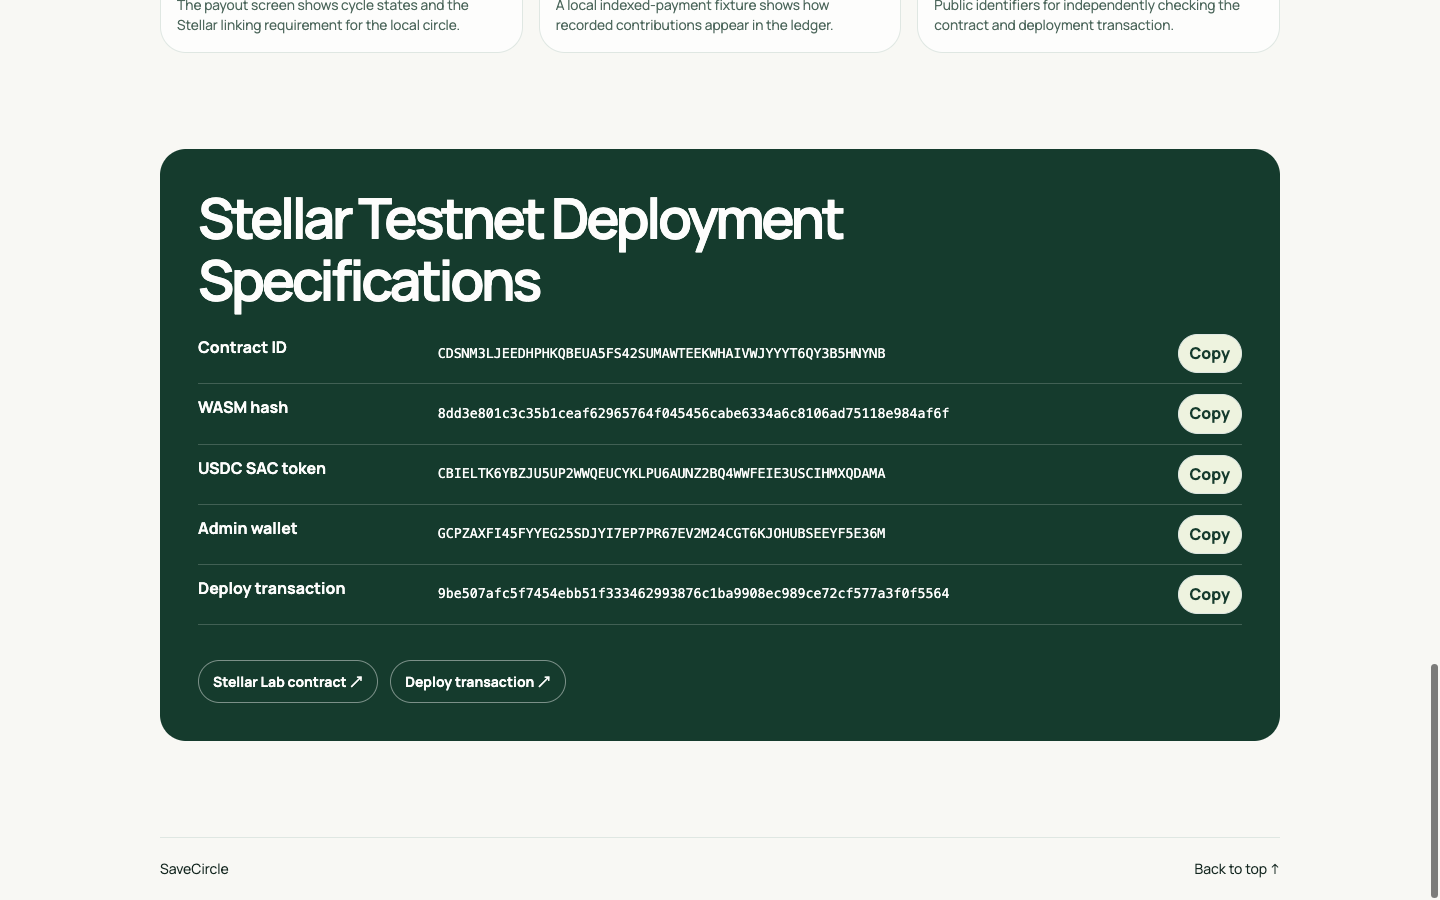 The payout screen shows cycle states and the
Stellar linking requirement for the local circle.
A local indexed-payment fixture shows how
recorded contributions appear in the ledger.
Public identifiers for independently checking the
contract and deployment transaction.
Stellar Testnet Deployment
Specifications
Contract ID CDSNM3LJEEDHPHKQBEUA5FS42SUMAWTEEKWHAIVWJYYYT6QY3B5HNYNB Copy
WASM hash 8dd3e801c3c35b1ceaf62965764f045456cabe6334a6c8106ad75118e984af6f Copy
USDC SAC token CBIELTK6YBZJU5UP2WWQEUCYKLPU6AUNZ2BQ4WWFEIE3USCIHMXQDAMA Copy
Admin wallet GCPZAXFI45FYYEG25SDJYI7EP7PR67EV2M24CGT6KJOHUBSEEYF5E36M Copy
Deploy transaction 9be507afc5f7454ebb51f333462993876c1ba9908ec989ce72cf577a3f0f5564 Copy
Stellar Lab contract ↗ Deploy transaction ↗
SaveCircle Back to top ↑